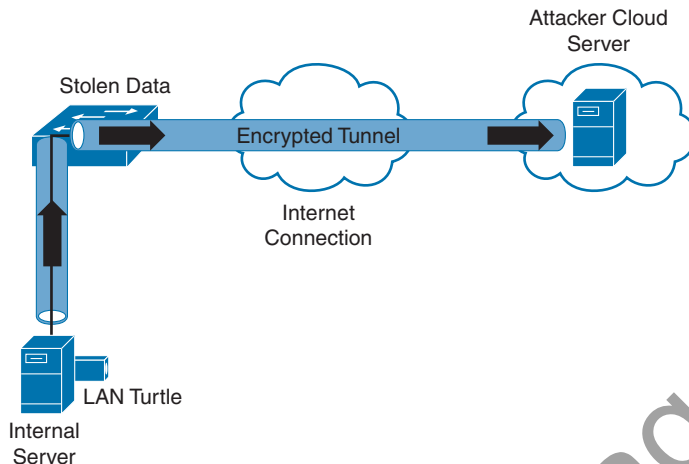 Attacker Cloud
Server
Stolen Data
Encrypted Tunnel
Internet
Connection
LAN Turtle
Internal
Server